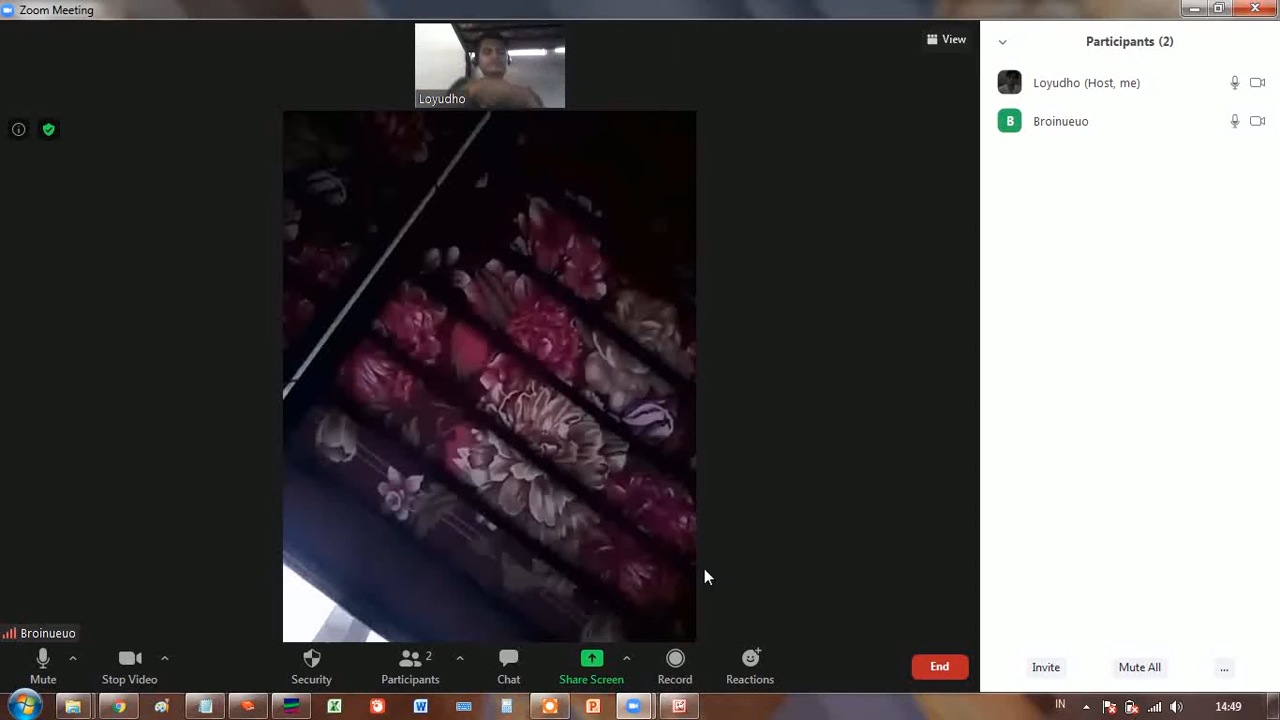 Zoom Meeting
View
Participants (2)
Loyudho
Loyudho (Host, me)
B
Broinueuo
Broinueuo
Mute
Stop Video
Security
2
Participants
Chat
Share Screen
Record
Reactions
End
Invite
Mute All
...
IN
14:49